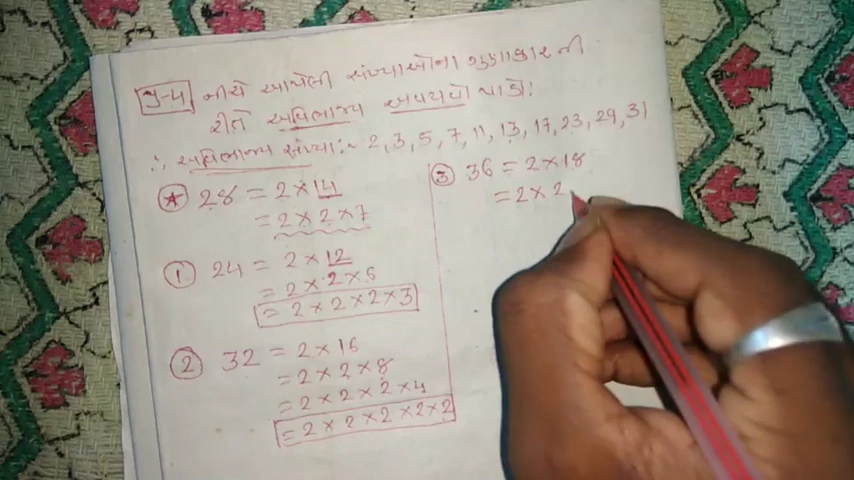 પ્ર-૫ નીચે આપેલી સંખ્યાઓના ગુણાકારની
રીતે અવિભાજ્ય અવયવો પાડો:
∴ અવિભાજ્ય સંખ્યા:- 2, 3, 5, 7, 11, 13, 17, 23, 29, 31
* 28 = 2 × 14
= 2 × 2 × 7
1 24 = 2 × 12
= 2 × 2 × 6
= 2 × 2 × 2 × 3
2 32 = 2 × 16
= 2 × 2 × 8
= 2 × 2 × 2 × 4
= 2 × 2 × 2 × 2 × 2
3 36 = 2 × 18
= 2 × 2